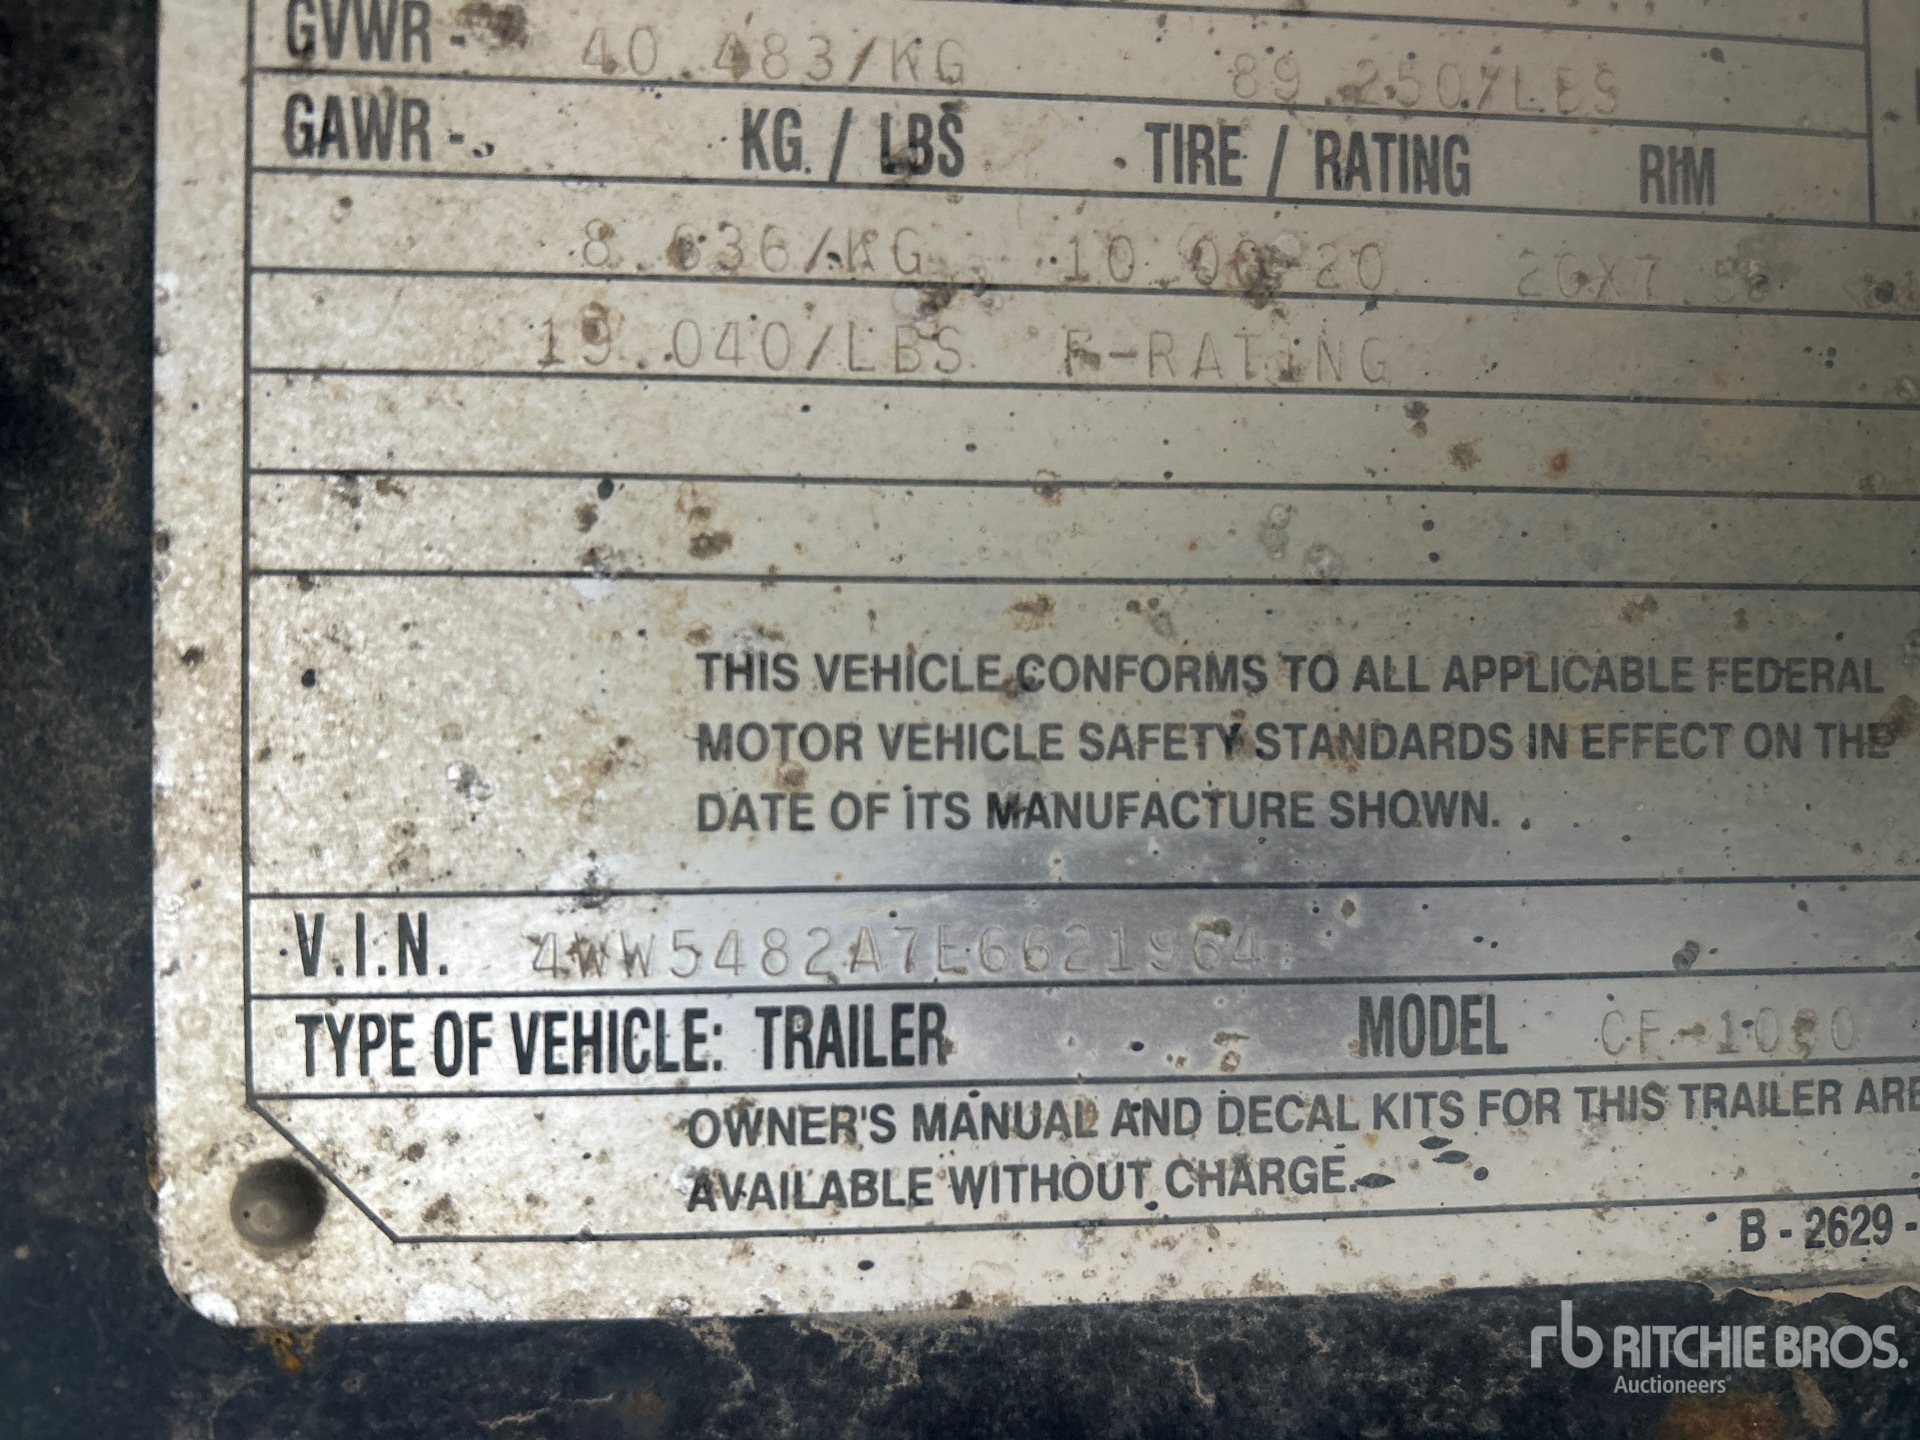 GVWR - 40 483/KG 89 250/LBS
GAWR - KG. / LBS TIRE / RATING RIM
8 636/KG 10 00 20 20X7.5
19 040/LBS F-RATING
THIS VEHICLE CONFORMS TO ALL APPLICABLE FEDERAL
MOTOR VEHICLE SAFETY STANDARDS IN EFFECT ON THE
DATE OF ITS MANUFACTURE SHOWN.
V.I.N. 4WW5482A7E6621964
TYPE OF VEHICLE: TRAILER MODEL
OWNER'S MANUAL AND DECAL KITS FOR THIS TRAILER ARE
AVAILABLE WITHOUT CHARGE.
B - 2629 -
rb RITCHIE BROS.
Auctioneers